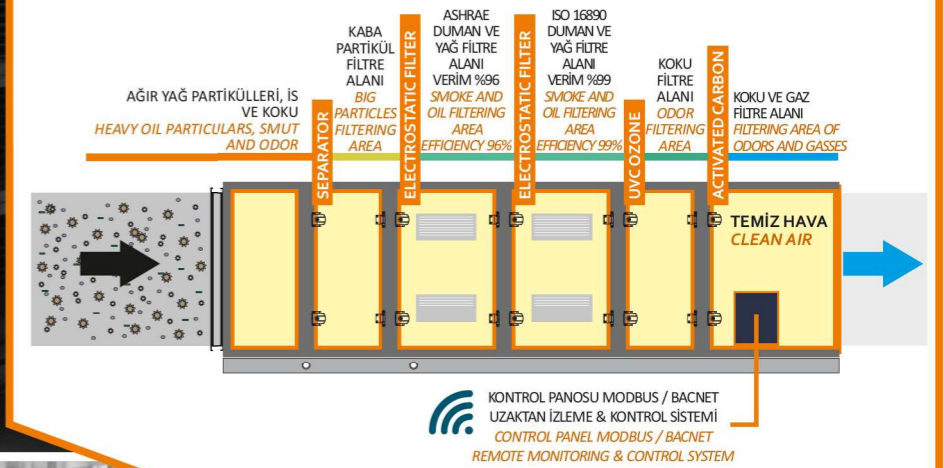 AĞIR YAĞ PARTİKÜLLERİ, İS
VE KOKU
HEAVY OIL PARTICULARS, SMUT
AND ODOR
SEPARATOR
KABA
PARTİKÜL
FİLTRE
ALANI
BIG
PARTICLES
FILTERING
AREA
ELECTROSTATIC FILTER
ASHRAE
DUMAN VE
YAĞ FİLTRE
ALANI
VERİM %96
SMOKE AND
OIL FILTERING
AREA
EFFICIENCY 96%
ELECTROSTATIC FILTER
ISO 16890
DUMAN VE
YAĞ FİLTRE
ALANI
VERİM %99
SMOKE AND
OIL FILTERING
AREA
EFFICIENCY 99%
UVC OZONE
KOKU
FİLTRE
ALANI
ODOR
FILTERING
AREA
ACTIVATED CARBON
KOKU VE GAZ
FİLTRE ALANI
FILTERING AREA OF
ODORS AND GASSES
TEMİZ HAVA
CLEAN AIR
KONTROL PANOSU MODBUS / BACNET
UZAKTAN İZLEME & KONTROL SİSTEMİ
CONTROL PANEL MODBUS / BACNET
REMOTE MONITORING & CONTROL SYSTEM